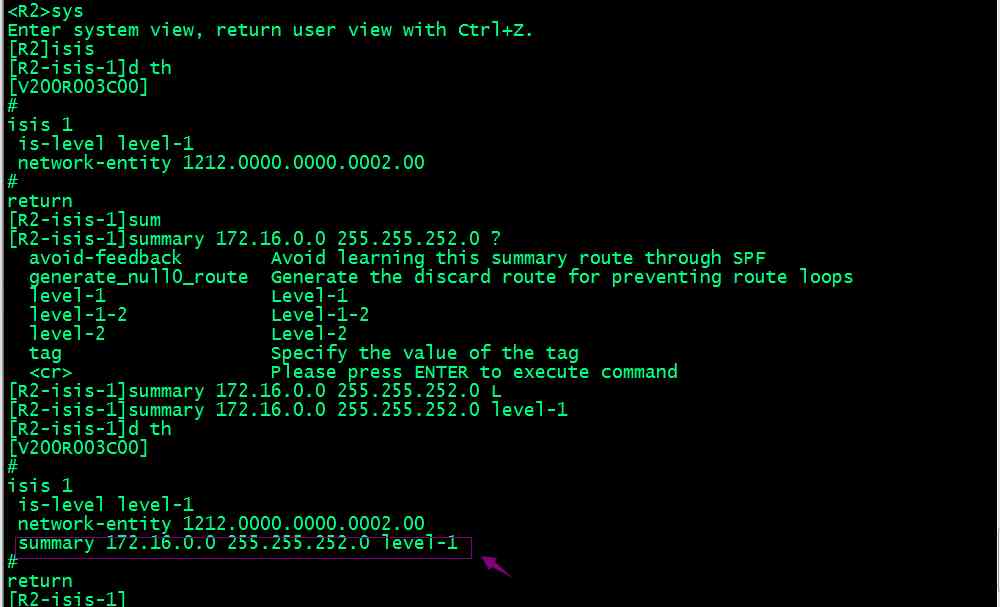 <R2>sys
Enter system view, return user view with Ctrl+Z.
[R2]isis
[R2-isis-1]d th
[V200R003C00]
#
isis 1
 is-level level-1
 network-entity 1212.0000.0000.0002.00
#
return
[R2-isis-1]sum
[R2-isis-1]summary 172.16.0.0 255.255.252.0 ?
  avoid-feedback        Avoid learning this summary route through SPF
  generate_null0_route  Generate the discard route for preventing route loops
  level-1               Level-1
  level-1-2             Level-1-2
  level-2               Level-2
  tag                   Specify the value of the tag
  <cr>                  Please press ENTER to execute command
[R2-isis-1]summary 172.16.0.0 255.255.252.0 L
[R2-isis-1]summary 172.16.0.0 255.255.252.0 level-1
[R2-isis-1]d th
[V200R003C00]
#
isis 1
 is-level level-1
 network-entity 1212.0000.0000.0002.00
 summary 172.16.0.0 255.255.252.0 level-1
#
return
[R2-isis-1]